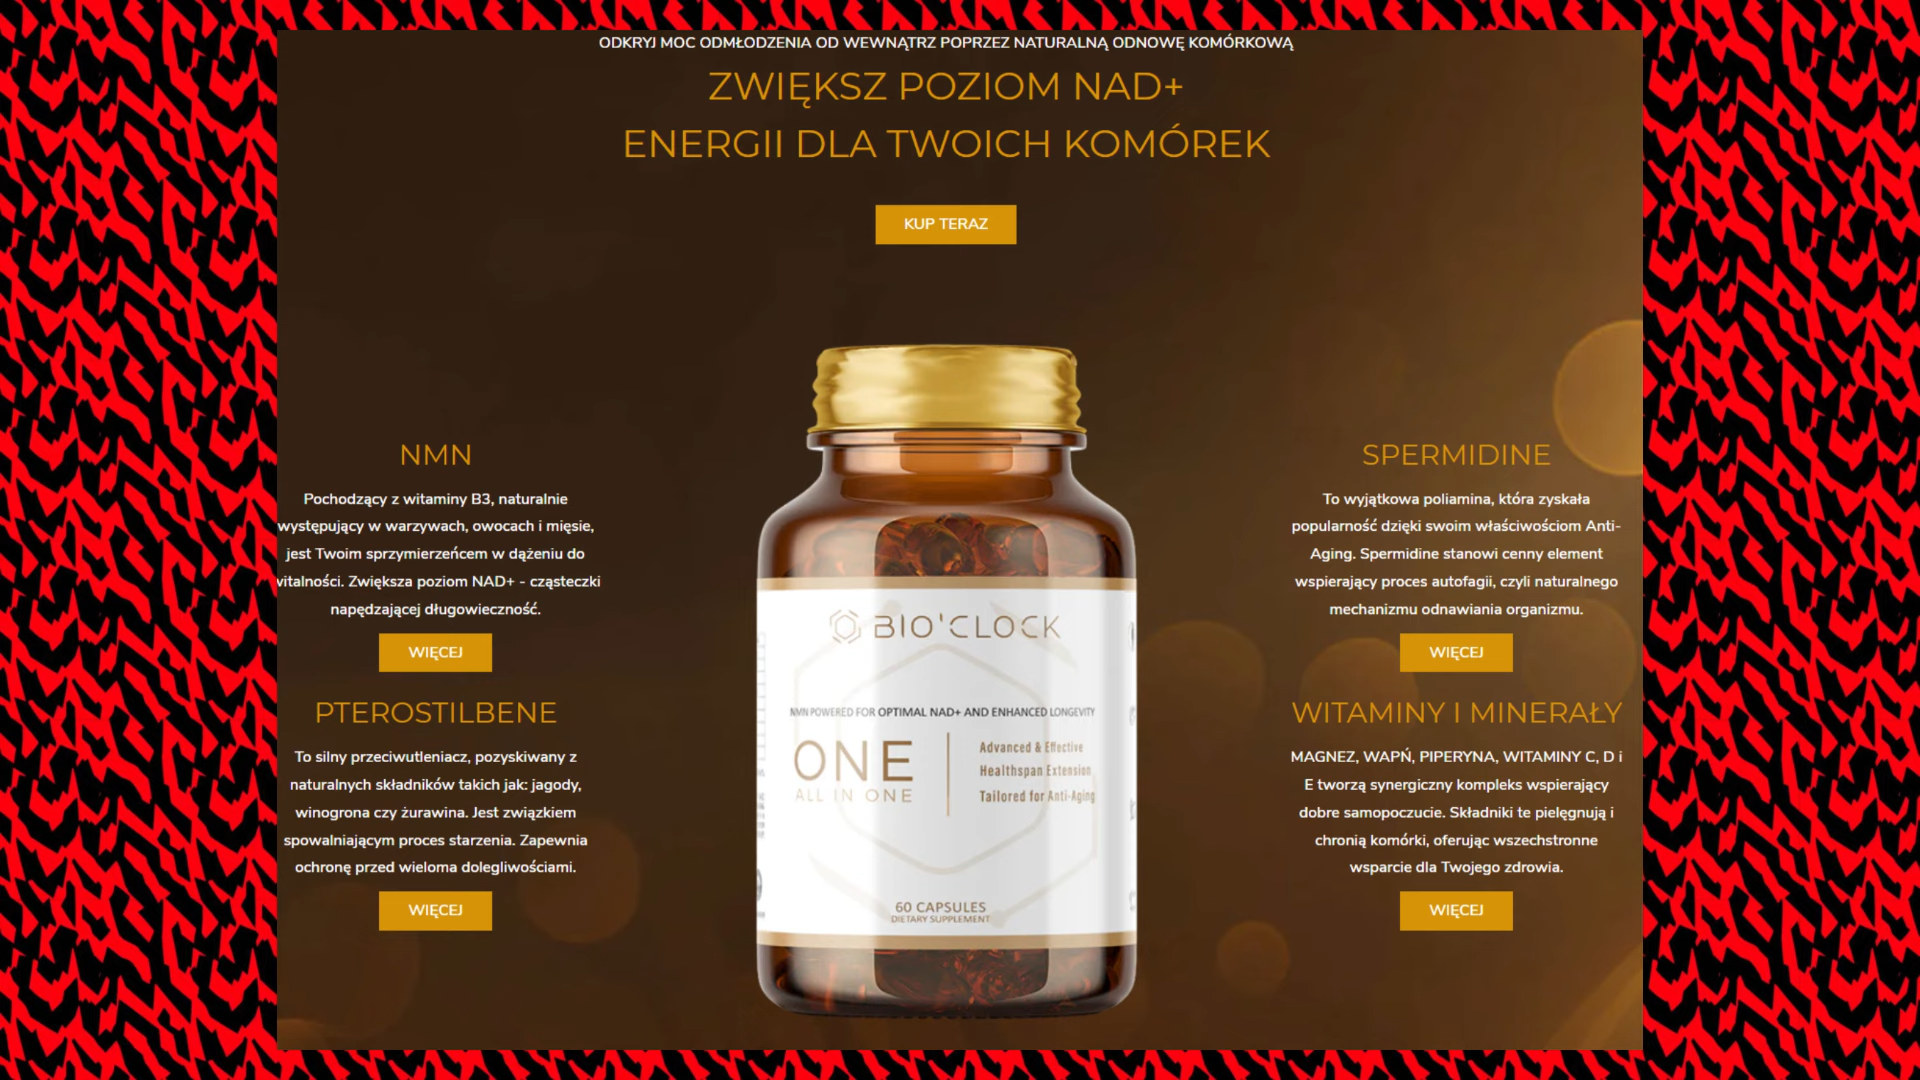 ODKRYJ MOC ODMŁODZENIA OD WEWNĄTRZ POPRZEZ NATURALNĄ ODNOWĘ KOMÓRKOWĄ
ZWIĘKSZ POZIOM NAD+
ENERGII DLA TWOICH KOMÓREK
KUP TERAZ
NMN
Pochodzący z witaminy B3, naturalnie
występujący w warzywach, owocach i mięsie,
jest Twoim sprzymierzeńcem w dążeniu do
witalności. Zwiększa poziom NAD+ - cząsteczki
napędzającej długowieczność.
WIĘCEJ
PTEROSTILBENE
To silny przeciwutleniacz, pozyskiwany z
naturalnych składników takich jak: jagody,
winogrona czy żurawina. Jest związkiem
spowalniającym proces starzenia. Zapewnia
ochronę przed wieloma dolegliwościami.
WIĘCEJ
BIO'CLOCK
NMN POWERED FOR OPTIMAL NAD+ AND ENHANCED LONGEVITY
ONE
ALL IN ONE
Advanced & Effective
Healthspan Extension
Tailored for Anti-Aging
60 CAPSULES
DIETARY SUPPLEMENT
SPERMIDINE
To wyjątkowa poliamina, która zyskała
popularność dzięki swoim właściwościom Anti-
Aging. Spermidine stanowi cenny element
wspierający proces autofagii, czyli naturalnego
mechanizmu odnawiania organizmu.
WIĘCEJ
WITAMINY I MINERAŁY
MAGNEZ, WAPŃ, PIPERYNA, WITAMINY C, D i
E tworzą synergiczny kompleks wspierający
dobre samopoczucie. Składniki te pielęgnują i
chronią komórki, oferując wszechstronne
wsparcie dla Twojego zdrowia.
WIĘCEJ